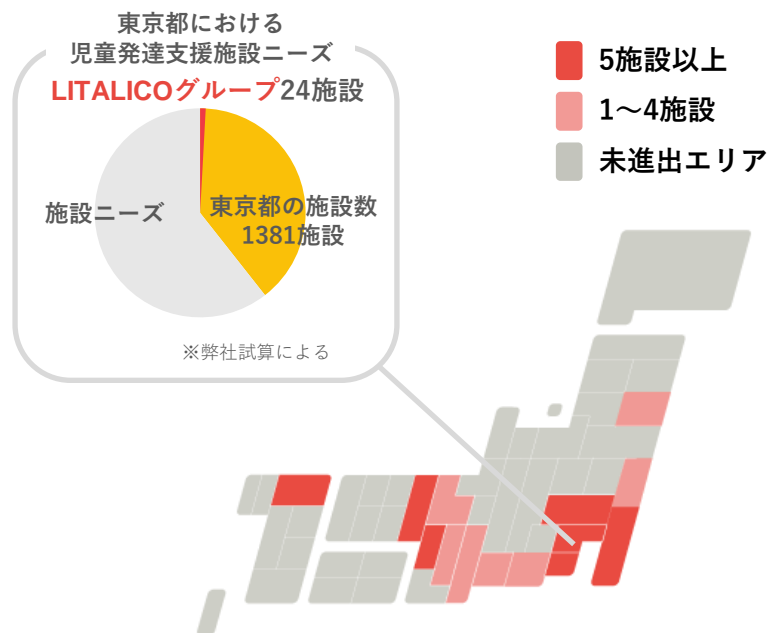 東京都における
児童発達支援施設ニーズ
LITALICOグループ24施設
施設ニーズ
東京都の施設数
1381施設
※弊社試算による
5施設以上
1～4施設
未進出エリア